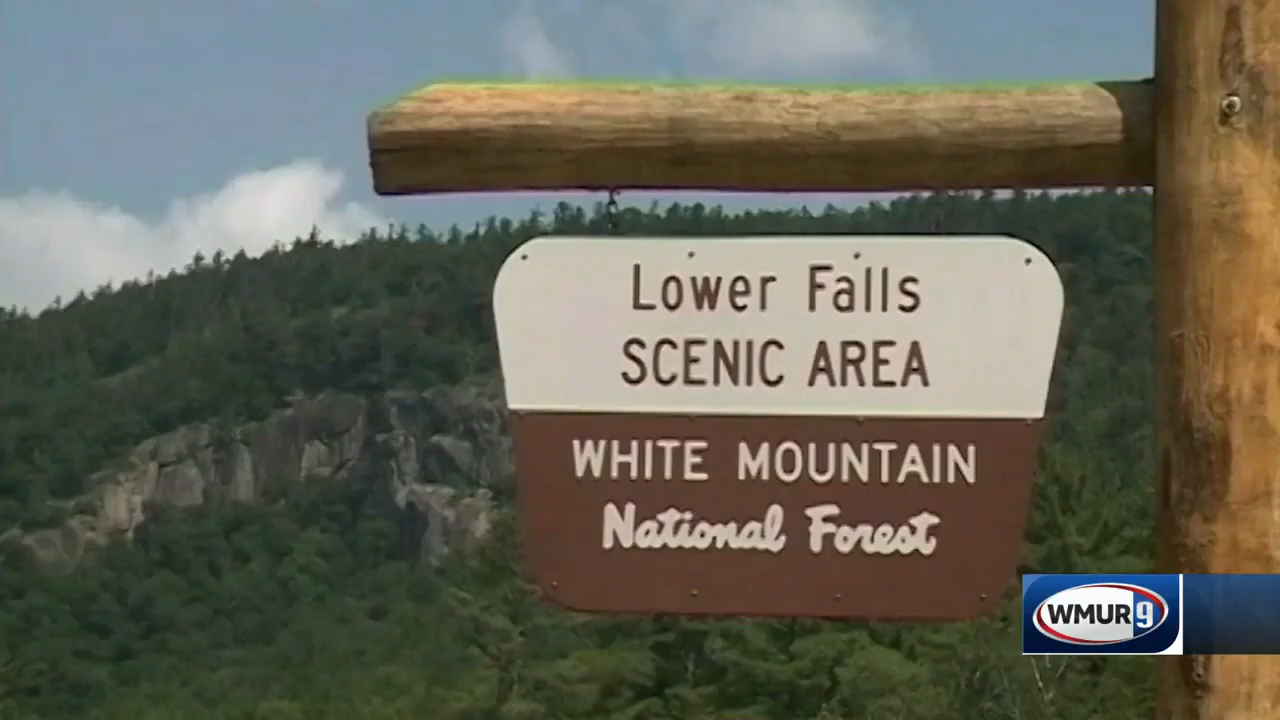 Lower Falls
SCENIC AREA
WHITE MOUNTAIN
National Forest
WMUR9